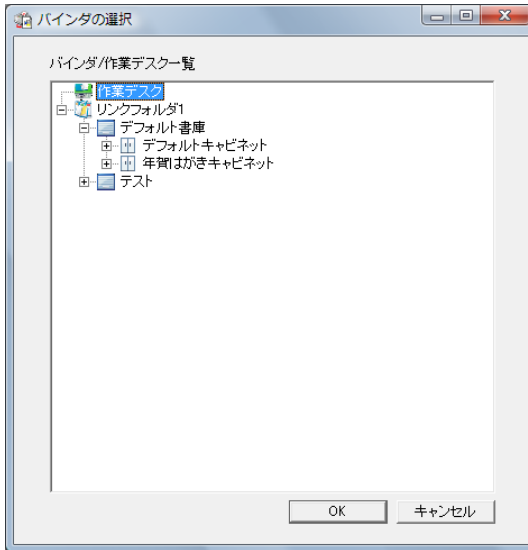 バインダの選択
バインダ/作業デスク一覧
作業デスク
リンクフォルダ1
デフォルト書庫
デフォルトキャビネット
年賀はがきキャビネット
テスト
OK キャンセル